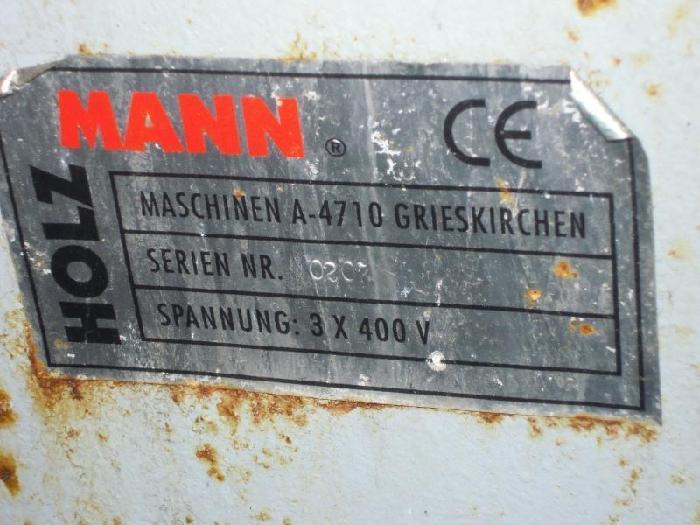 HOLZ
MANN ® CE
MASCHINEN A-4710 GRIESKIRCHEN
SERIEN NR.
SPANNUNG: 3 X 400 V